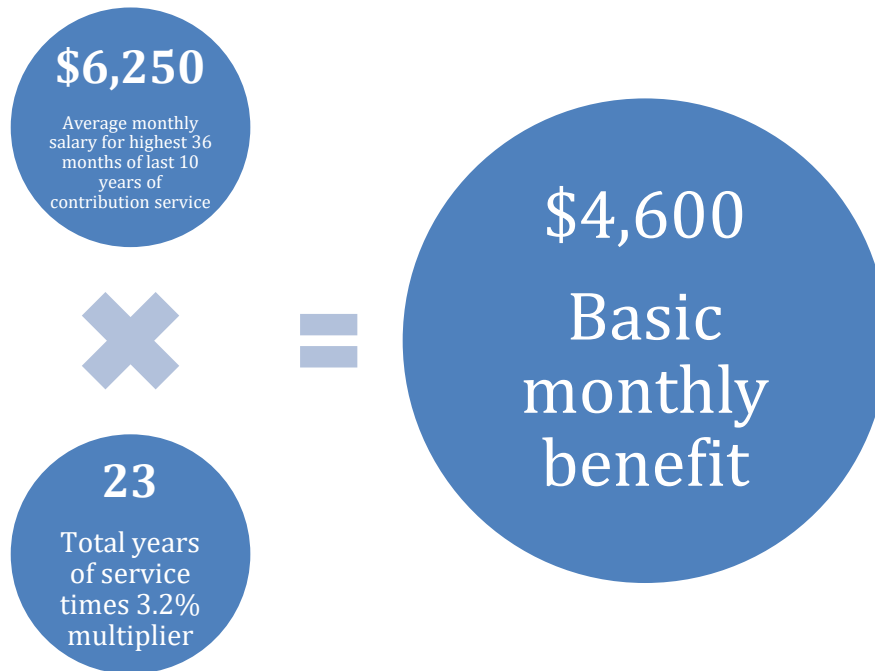 $6,250
Average monthly
salary for highest 36
months of last 10
years of
contribution service
23
Total years
of service
times 3.2%
multiplier
$4,600
Basic
monthly
benefit